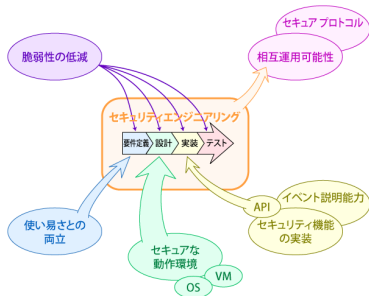 セキュア プロトコル
相互運用可能性
脆弱性の低減
セキュリティエンジニアリング
要件定義
設計
実装
テスト
使い易さとの
両立
セキュアな
動作環境
OS
VM
API
イベント説明能力
セキュリティ機能
の実装